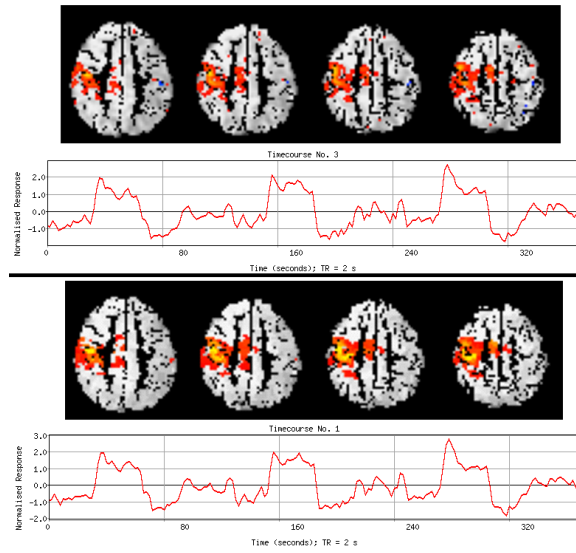 Timecourse No. 3
Normalised Response
2.0
1.0
0.0
-1.0
0 80 160 240 320
Time (seconds); TR = 2 s
Timecourse No. 1
Normalised Response
3.0
2.0
1.0
0.0
-1.0
-2.0
0 80 160 240 320
Time (seconds); TR = 2 s